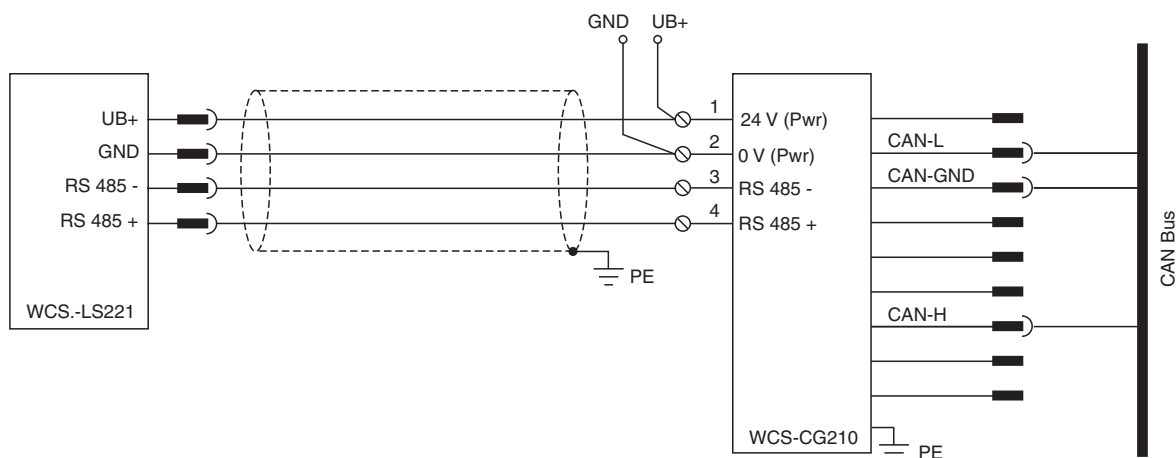 GND UB+
UB+
GND
RS 485 -
RS 485 +
WCS.-LS221
PE
1
2
3
4
24 V (Pwr)
0 V (Pwr)
RS 485 -
RS 485 +
WCS-CG210
CAN-L
CAN-GND
CAN-H
PE
CAN Bus